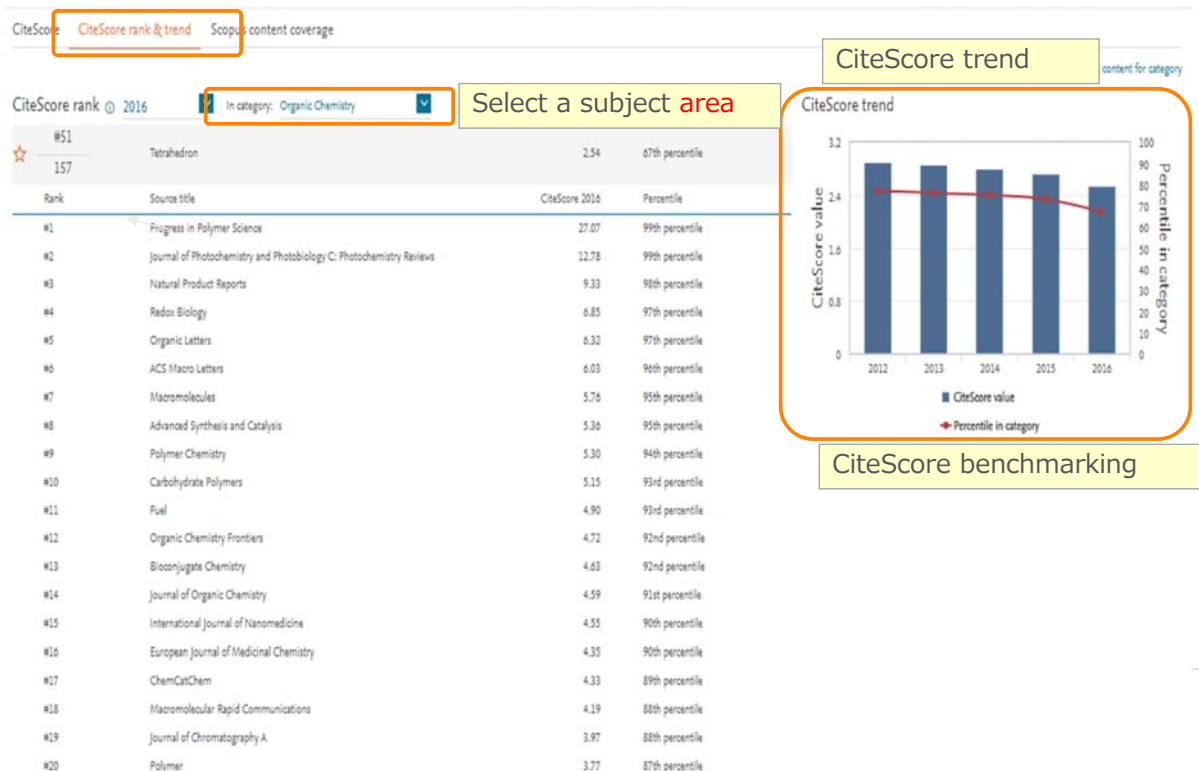 CiteScore CiteScore rank & trend Scopus content coverage
CiteScore trend
content for category
CiteScore rank 2016 In category: Organic Chemistry
Select a subject area
#51
157
Tetrahedron 2.54 67th percentile
Rank Source title CiteScore 2016 Percentile
#1 Progress in Polymer Science 27.07 99th percentile
#2 Journal of Photochemistry and Photobiology C: Photochemistry Reviews 12.78 99th percentile
#3 Natural Product Reports 9.33 98th percentile
#4 Redox Biology 6.85 97th percentile
#5 Organic Letters 6.32 97th percentile
#6 ACS Macro Letters 6.03 96th percentile
#7 Macromolecules 5.76 95th percentile
#8 Advanced Synthesis and Catalysis 5.36 95th percentile
#9 Polymer Chemistry 5.30 94th percentile
#10 Carbohydrate Polymers 5.15 93rd percentile
#11 Fuel 4.90 93rd percentile
#12 Organic Chemistry Frontiers 4.72 92nd percentile
#13 Bioconjugate Chemistry 4.63 92nd percentile
#14 Journal of Organic Chemistry 4.59 91st percentile
#15 International Journal of Nanomedicine 4.55 90th percentile
#16 European Journal of Medicinal Chemistry 4.35 90th percentile
#17 ChemCatChem 4.33 89th percentile
#18 Macromolecular Rapid Communications 4.19 88th percentile
#19 Journal of Chromatography A 3.97 88th percentile
#20 Polymer 3.77 87th percentile
CiteScore trend
CiteScore value
3.2
2.4
1.6
0.8
0
100
90
80
70
60
50
40
30
20
10
0
Percentile in category
2012 2013 2014 2015 2016
CiteScore value
Percentile in category
CiteScore benchmarking